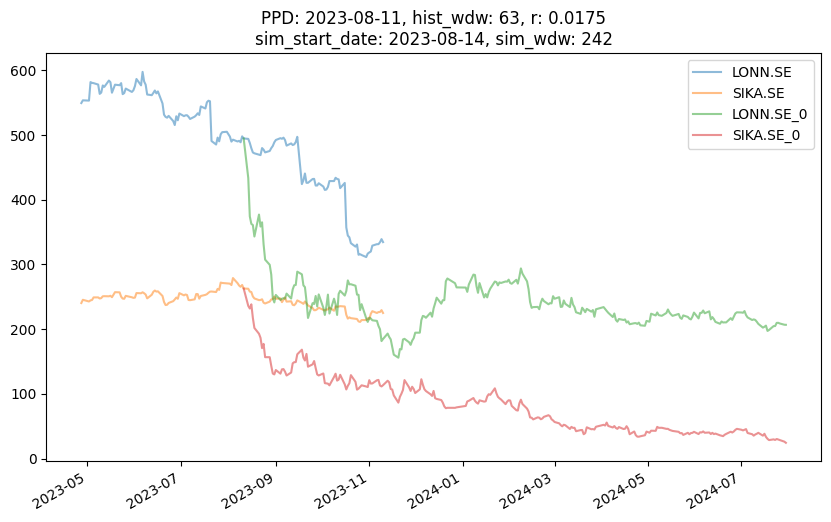 PPD: 2023-08-11, hist_wdw: 63, r: 0.0175
sim_start_date: 2023-08-14, sim_wdw: 242
LONN.SE
SIKA.SE
LONN.SE_0
SIKA.SE_0
600
500
400
300
200
100
0
2023-05
2023-07
2023-09
2023-11
2024-01
2024-03
2024-05
2024-07